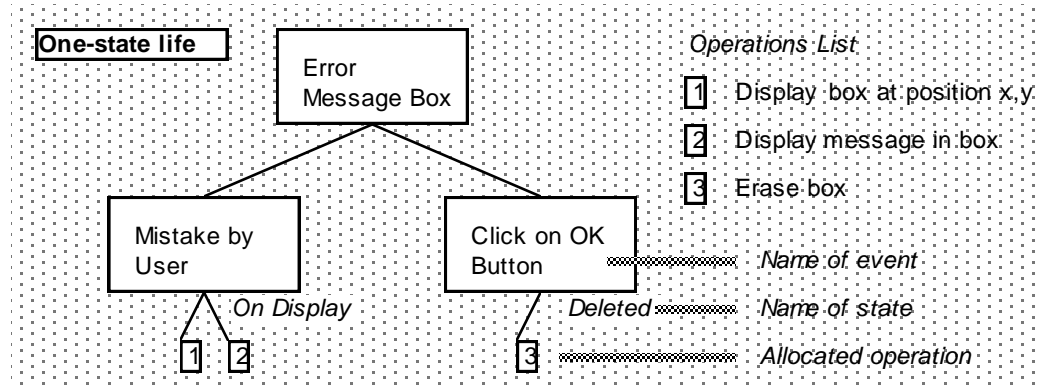 One-state life
Error
Message Box
Operations List
1 Display box at position x,y
2 Display message in box
3 Erase box
Mistake by
User
Click on OK
Button
Name of event
On Display
Deleted
Name of state
1 2
3
Allocated operation